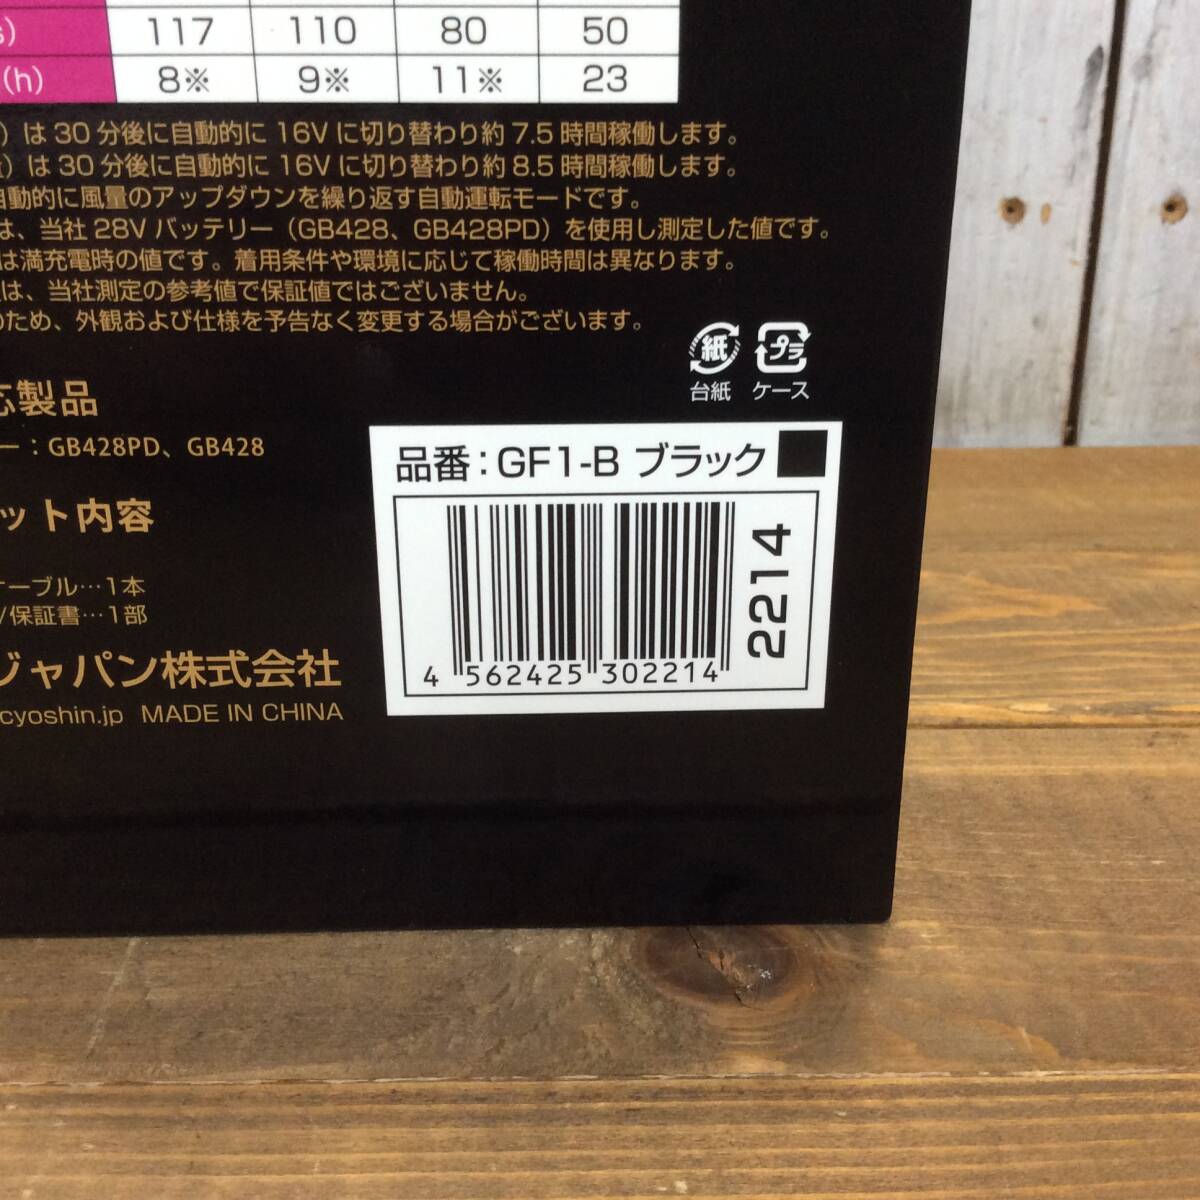 s) 117 110 80 50
(h) 8※ 9※ 11※ 23
）は 30 分後に自動的に 16V に切り替わり約 7.5 時間稼働します。
）は 30 分後に自動的に 16V に切り替わり約 8.5 時間稼働します。
自動的に風量のアップダウンを繰り返す自動運転モードです。
は、当社 28V バッテリー（GB428、GB428PD）を使用し測定した値です。
は満充電時の値です。着用条件や環境に応じて稼働時間は異なります。
は、当社測定の参考値で保証値ではございません。
のため、外観および仕様を予告なく変更する場合がございます。
紙 プラ
台紙 ケース
応製品
ー：GB428PD、GB428
品番：GF1-B ブラック
2214
4 562425 302214
ット内容
ケーブル…1本
/保証書…1部
ジャパン株式会社
cyoshin.jp MADE IN CHINA